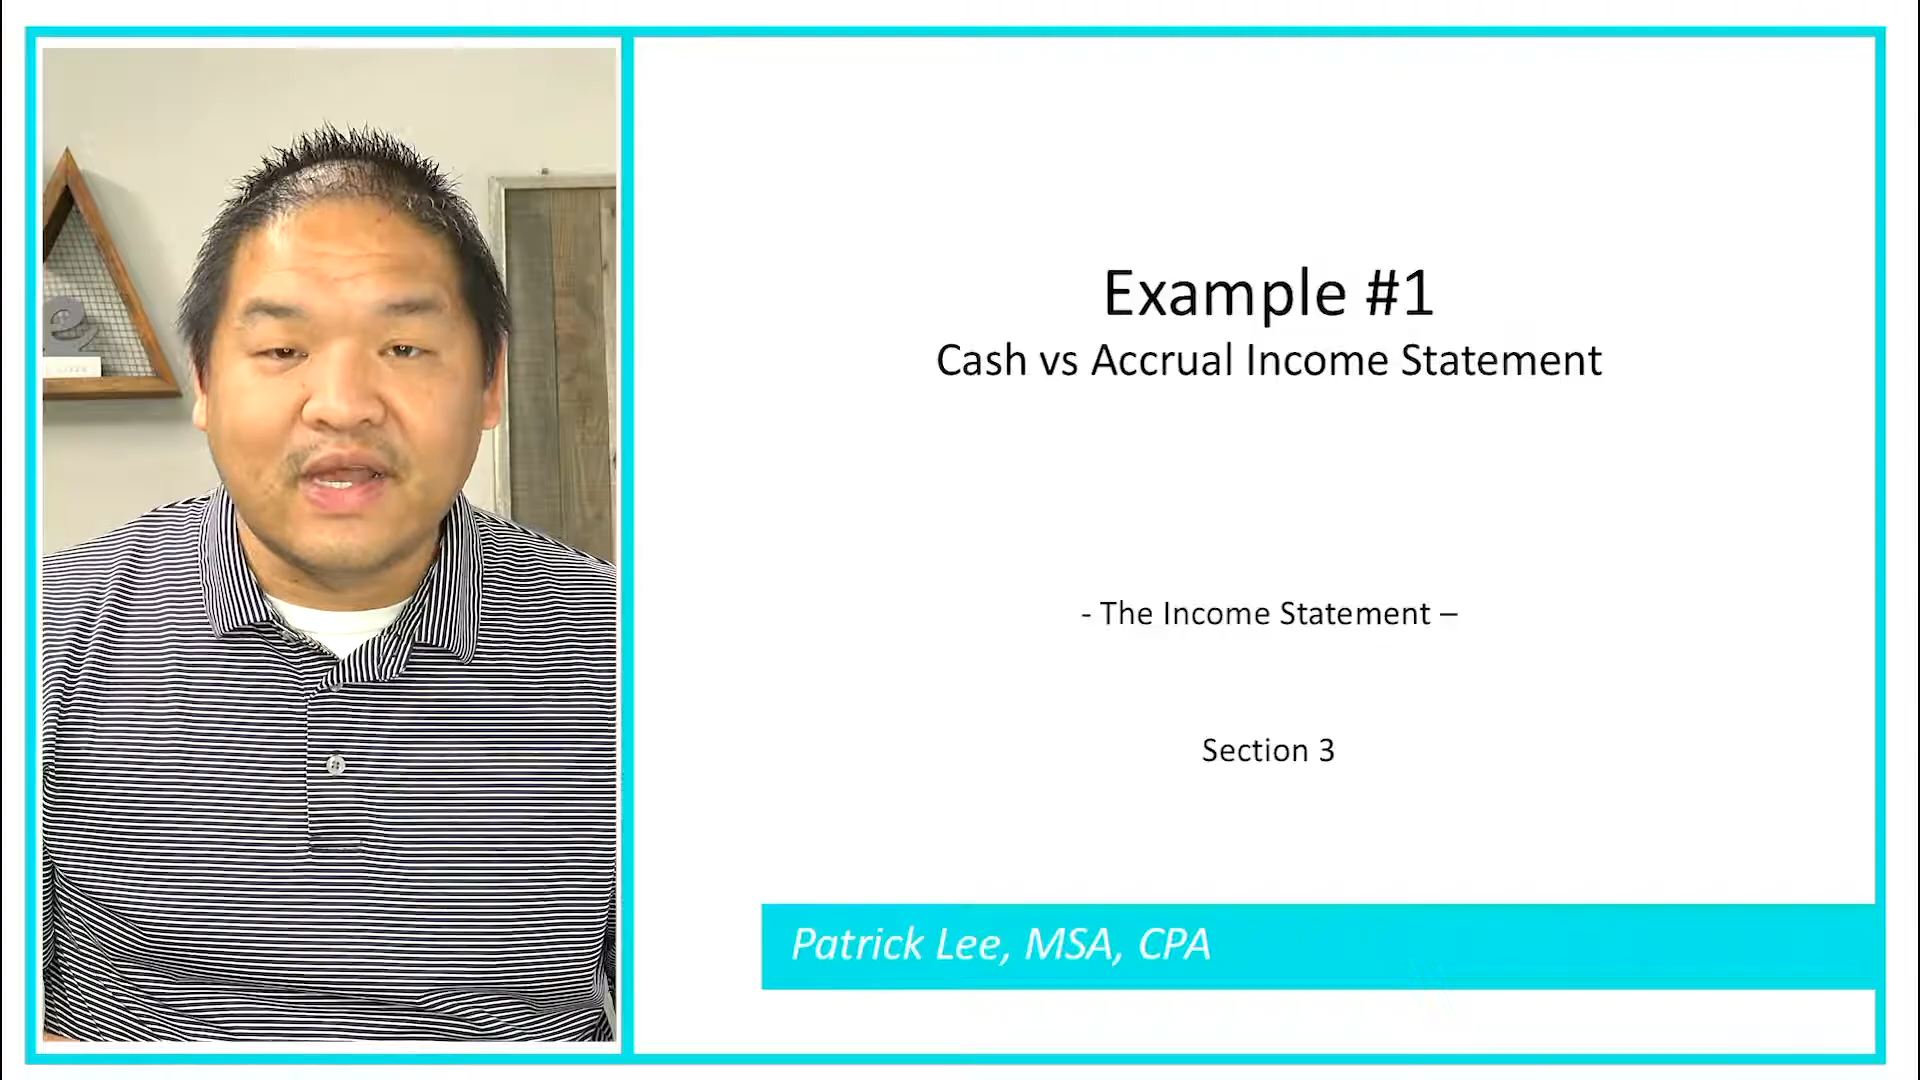 Example #1
Cash vs Accrual Income Statement
- The Income Statement –
Section 3
Patrick Lee, MSA, CPA